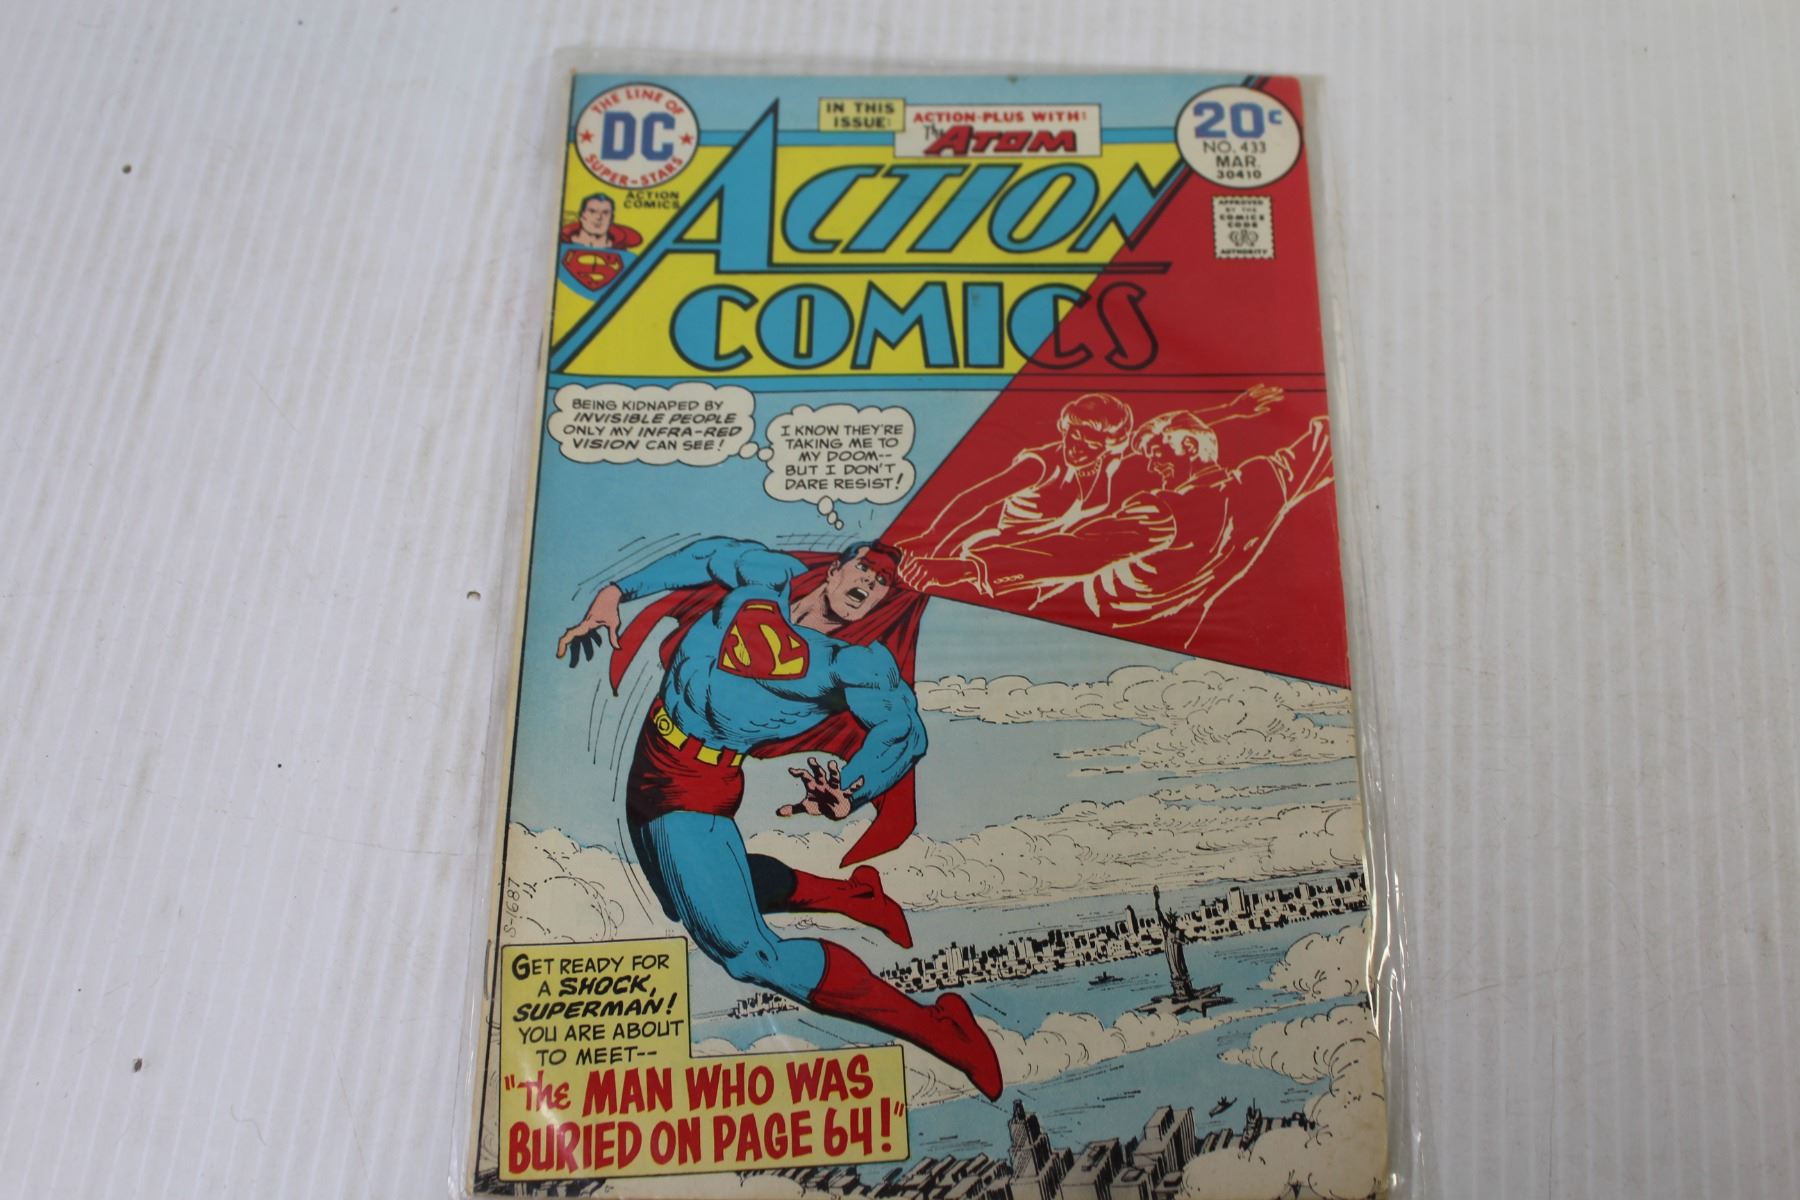 THE LINE OF
DC
SUPER-STARS
ACTION
COMICS
IN THIS
ISSUE:
ACTION-PLUS WITH:
The ATOM
20¢
NO. 433
MAR.
30410
APPROVED
BY THE
COMICS
CODE
AUTHORITY
ACTION
COMICS
BEING KIDNAPED BY
INVISIBLE PEOPLE
ONLY MY INFRA-RED
VISION CAN SEE!
I KNOW THEY'RE
TAKING ME TO
MY DOOM--
BUT I DON'T
DARE RESIST!
S-1687
GET READY FOR
A SHOCK,
SUPERMAN!
YOU ARE ABOUT
TO MEET--
"The MAN WHO WAS
BURIED ON PAGE 64!"